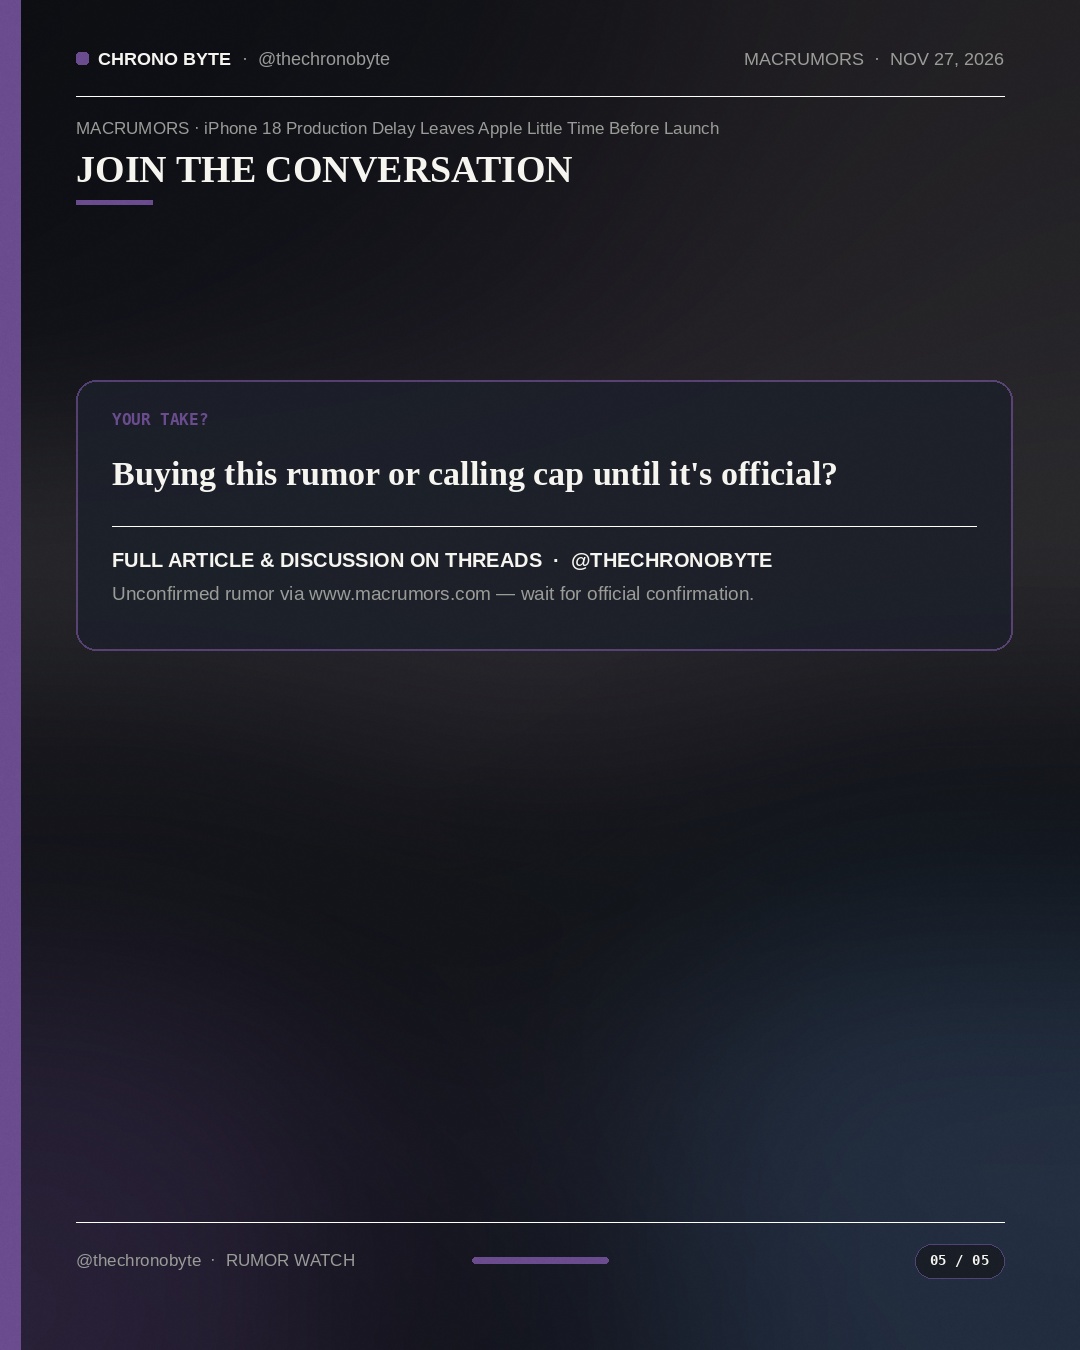 CHRONO BYTE · @thechronobyte
MACRUMORS · NOV 27, 2026
MACRUMORS · iPhone 18 Production Delay Leaves Apple Little Time Before Launch
JOIN THE CONVERSATION
YOUR TAKE?
Buying this rumor or calling cap until it's official?
FULL ARTICLE & DISCUSSION ON THREADS · @THECHRONOBYTE
Unconfirmed rumor via www.macrumors.com — wait for official confirmation.
@thechronobyte · RUMOR WATCH
05 / 05